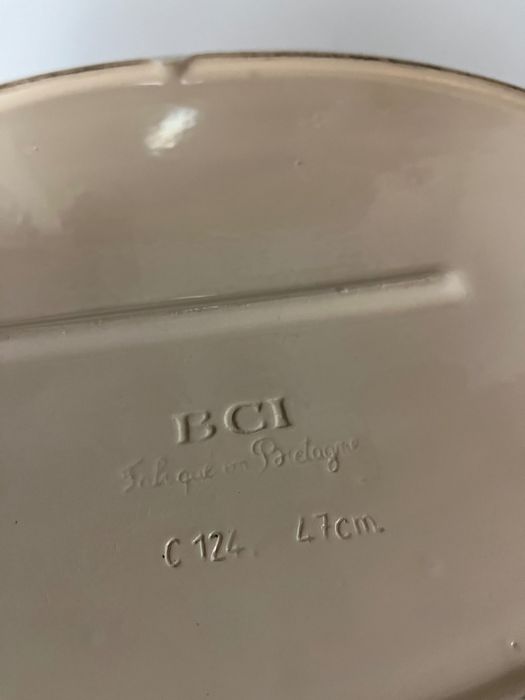 BCI
Fabriqué en Bretagne
C 124. 47cm.